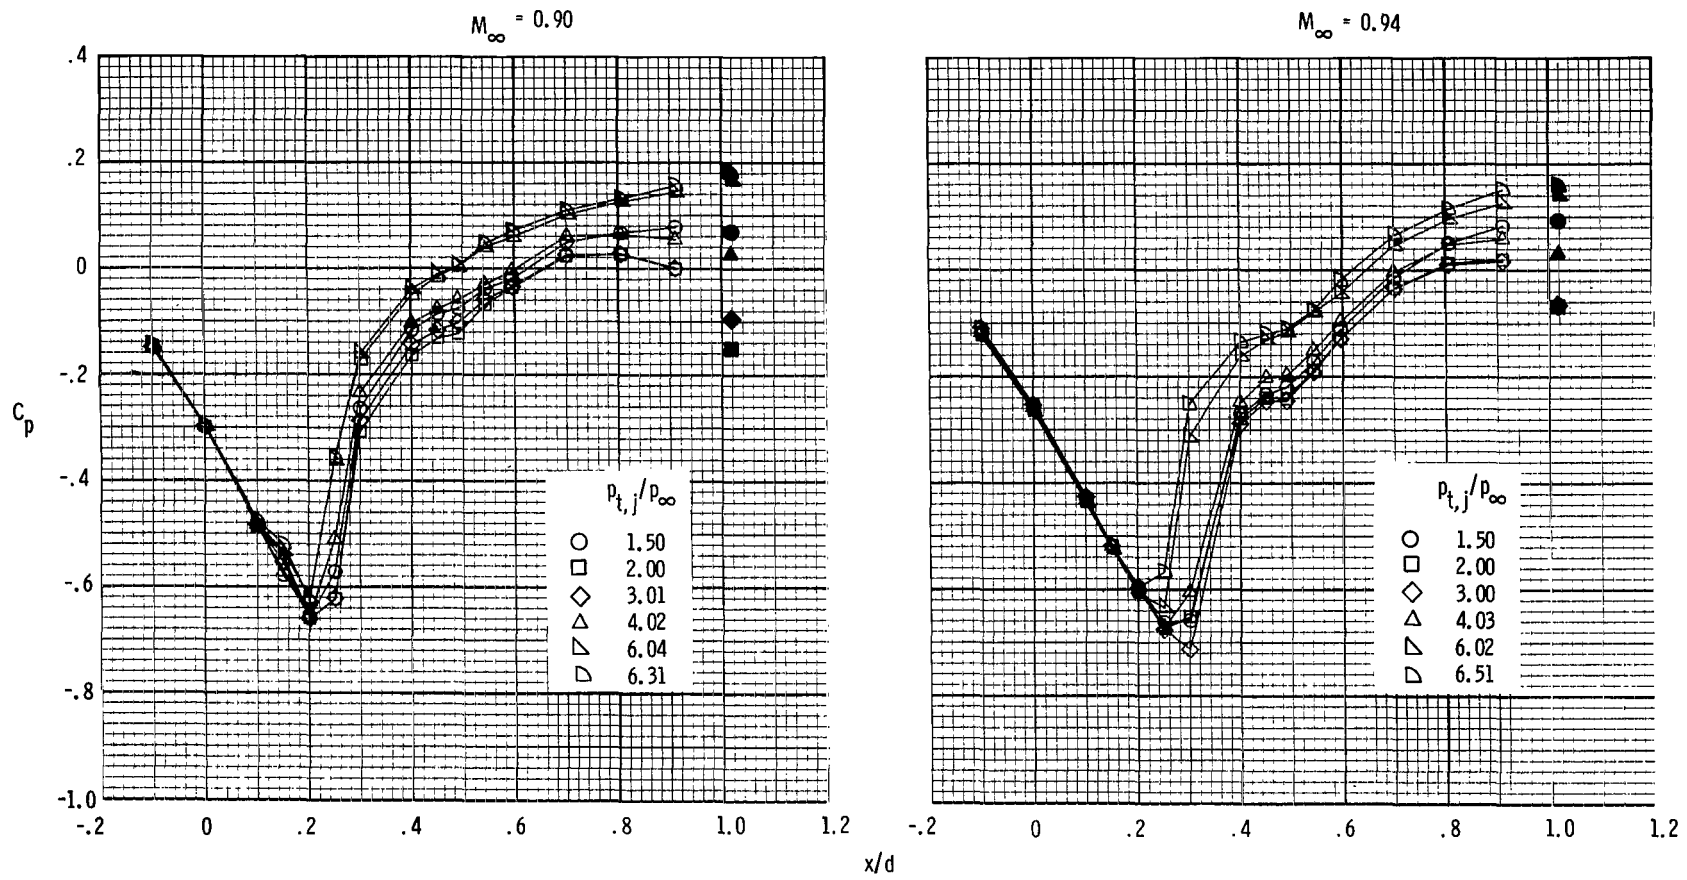 M∞ = 0.90
M∞ = 0.94
.4
.2
0
-.2
-.4
-.6
-.8
-1.0
Cp
-.2 0 .2 .4 .6 .8 1.0 1.2
-.2 0 .2 .4 .6 .8 1.0 1.2
x/d
pt,j/p∞
1.50
2.00
3.01
4.02
6.04
6.31
pt,j/p∞
1.50
2.00
3.00
4.03
6.02
6.51